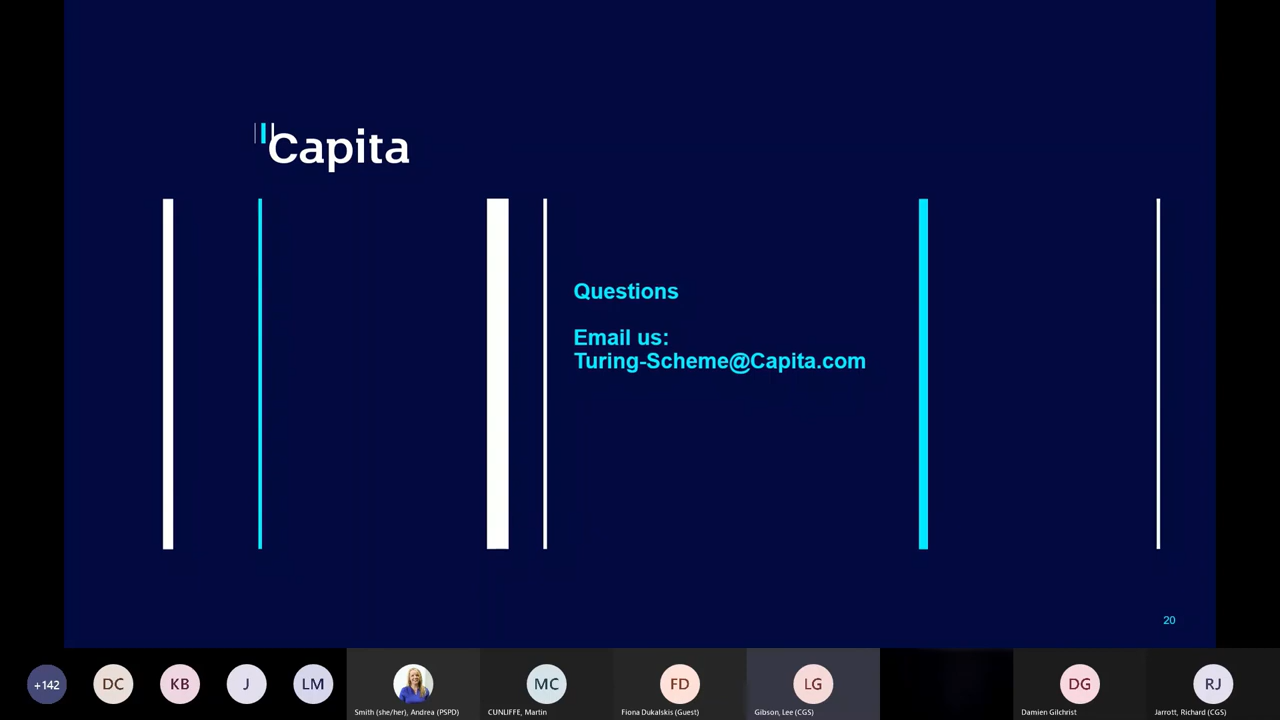 Capita
Questions
Email us:
Turing-Scheme@Capita.com
20
+142
DC
KB
J
LM
MC
FD
LG
DG
RJ
Smith (she/her), Andrea (PSPD)
CUNLIFFE, Martin
Fiona Dukalskis (Guest)
Gibson, Lee (CGS)
Damien Gilchrist
Jarrott, Richard (CGS)